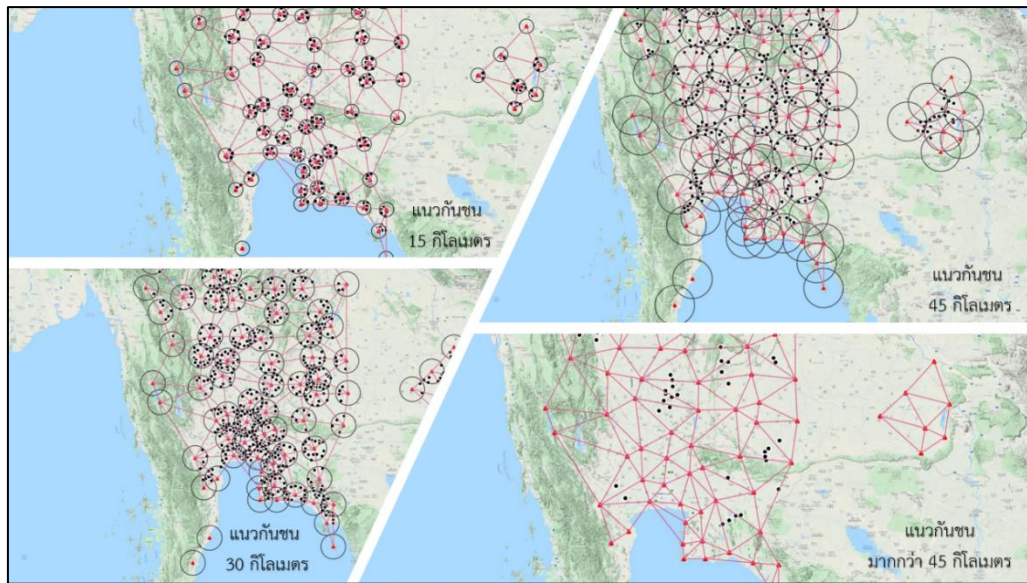 แนวกันชน
15 กิโลเมตร
แนวกันชน
45 กิโลเมตร
แนวกันชน
30 กิโลเมตร
แนวกันชน
มากกว่า 45 กิโลเมตร